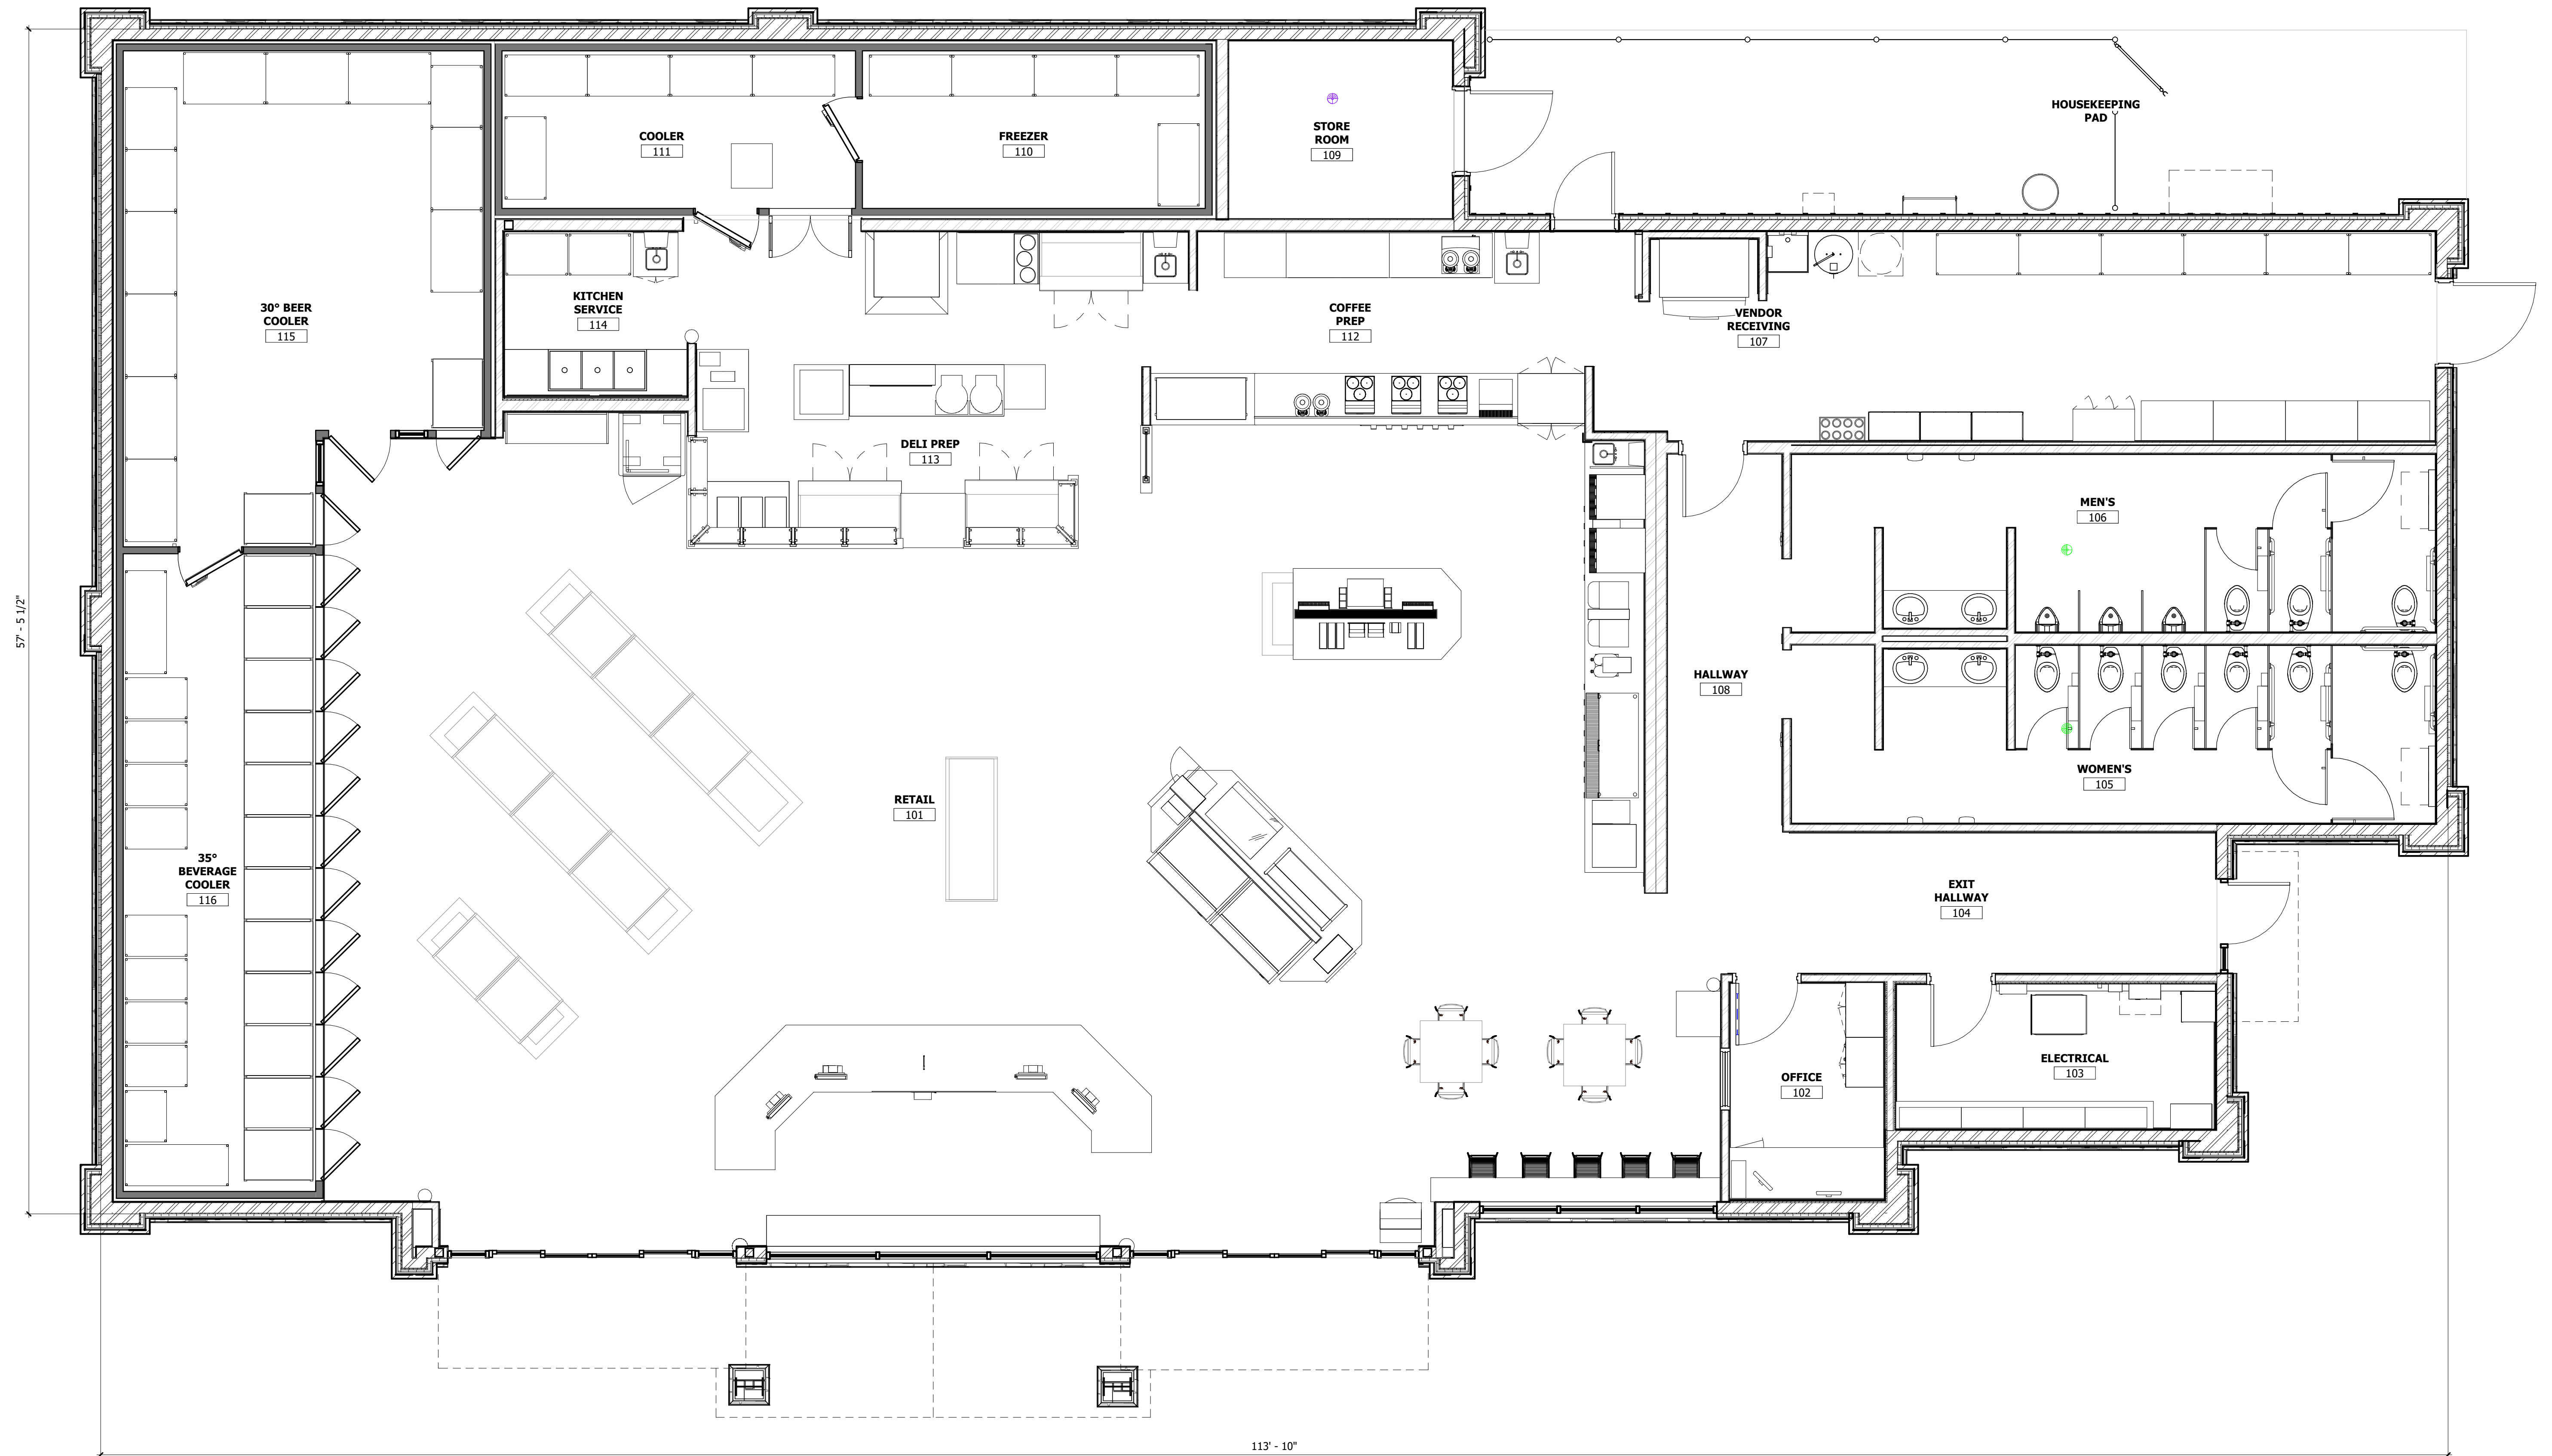 HOUSEKEEPING
PAD
COOLER
111
FREEZER
110
STORE
ROOM
109
30° BEER
COOLER
115
KITCHEN
SERVICE
114
COFFEE
PREP
112
VENDOR
RECEIVING
107
DELI PREP
113
MEN'S
106
57' - 5 1/2"
HALLWAY
108
WOMEN'S
105
RETAIL
101
35°
BEVERAGE
COOLER
116
EXIT
HALLWAY
104
ELECTRICAL
103
OFFICE
102
113' - 10"